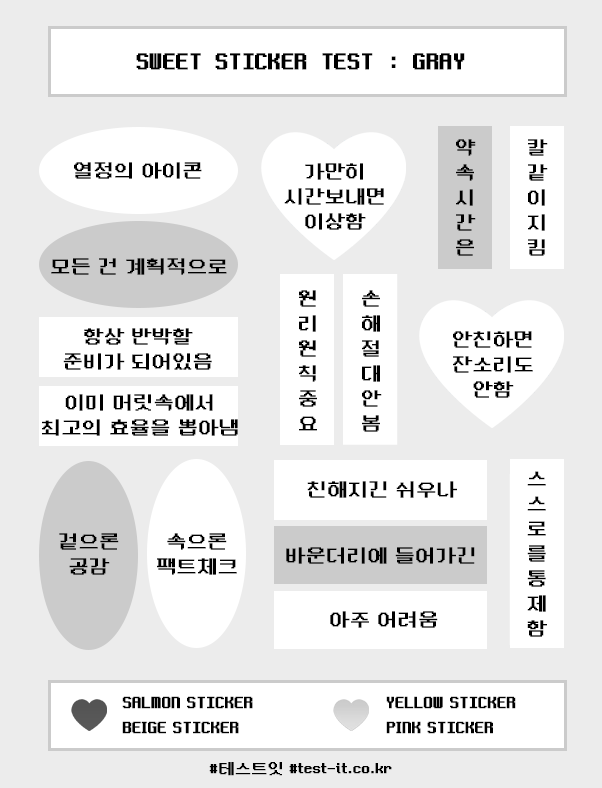 SWEET STICKER TEST : GRAY
열정의 아이콘
모든 건 계획적으로
항상 반박할
준비가 되어있음
이미 머릿속에서
최고의 효율을 뽑아냄
가만히
시간보내면
이상함
약속시간은
칼같이지킴
원리원칙중요
손해절대안봄
안친하면
잔소리도
안함
겉으론
공감
속으론
팩트체크
친해지긴 쉬우나
바운더리에 들어가긴
아주 어려움
스스로를통제함
SALMON STICKER
BEIGE STICKER
YELLOW STICKER
PINK STICKER
#테스트잇 #test-it.co.kr